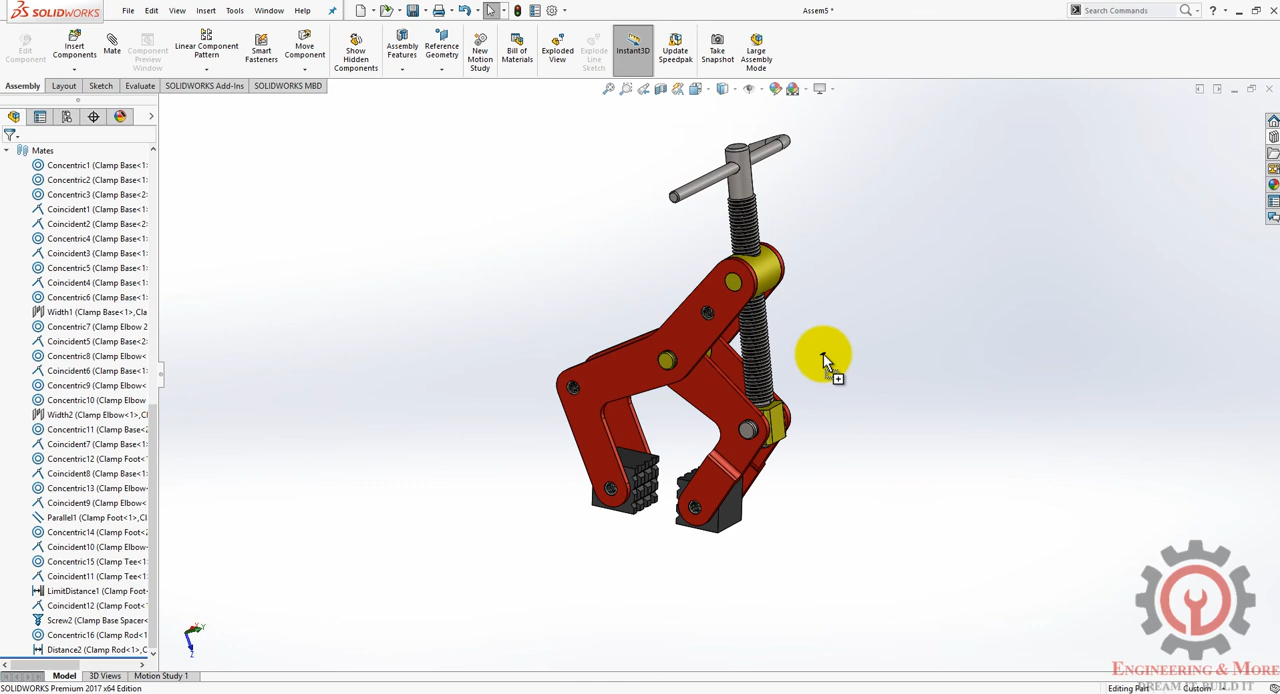 SOLIDWORKS
File
Edit
View
Insert
Tools
Window
Help
Assem5 *
Search Commands
Edit Component
Insert Components
Mate
Component Preview Window
Linear Component Pattern
Smart Fasteners
Move Component
Show Hidden Components
Assembly Features
Reference Geometry
New Motion Study
Bill of Materials
Exploded View
Explode Line Sketch
Instant3D
Update Speedpak
Take Snapshot
Large Assembly Mode
Assembly
Layout
Sketch
Evaluate
SOLIDWORKS Add-Ins
SOLIDWORKS MBD
Mates
Concentric1 (Clamp Base<1>
Concentric2 (Clamp Base<1>
Concentric3 (Clamp Base<2>
Coincident1 (Clamp Base<1>
Coincident2 (Clamp Base<2>
Concentric4 (Clamp Base<1>
Coincident3 (Clamp Base<1>
Concentric5 (Clamp Base<1>
Coincident4 (Clamp Base<1>
Concentric6 (Clamp Base<1>
Width1 (Clamp Base<1>,Cla
Concentric7 (Clamp Elbow 2
Coincident5 (Clamp Base<2>
Concentric8 (Clamp Elbow<
Coincident6 (Clamp Base<1>
Concentric9 (Clamp Elbow<
Concentric10 (Clamp Elbow
Width2 (Clamp Elbow<1>,Cl
Concentric11 (Clamp Base<2
Coincident7 (Clamp Base<1>
Concentric12 (Clamp Foot<
Coincident8 (Clamp Base<1>
Concentric13 (Clamp Elbow
Coincident9 (Clamp Elbow<
Parallel1 (Clamp Foot<1>,Cl
Concentric14 (Clamp Foot<2
Coincident10 (Clamp Elbow
Concentric15 (Clamp Tee<1>
Coincident11 (Clamp Tee<1>
LimitDistance1 (Clamp Foot
Coincident12 (Clamp Foot<
Screw2 (Clamp Base Spacer<
Concentric16 (Clamp Rod<1
Distance2 (Clamp Rod<1>,C
Y
Z
Model
3D Views
Motion Study 1
SOLIDWORKS Premium 2017 x64 Edition
Editing Part
Custom
ENGINEERING & MORE
DREAM IT, BUILD IT